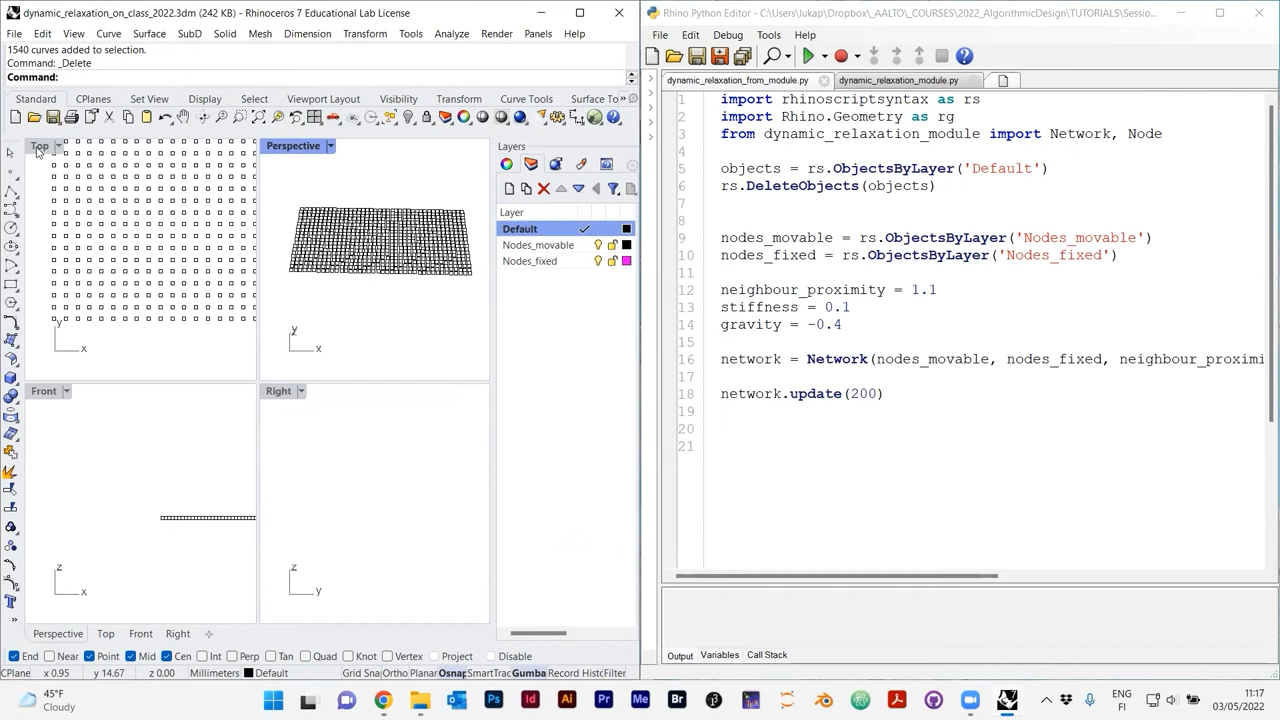 dynamic_relaxation_on_class_2022.3dm (242 KB) - Rhinoceros 7 Educational Lab License
File Edit View Curve Surface SubD Solid Mesh Dimension Transform Tools Analyze Render Panels Help
1540 curves added to selection.
Command: _Delete
Command:
Standard CPlanes Set View Display Select Viewport Layout Visibility Transform Curve Tools Surface To
Top
Perspective
Layers
Layer
Default
Nodes_movable
Nodes_fixed
y
x
y
z
x
Front
Right
z
x
z
y
Perspective Top Front Right
End Near Point Mid Cen Int Perp Tan Quad Knot Vertex Project Disable
CPlane x 0.95 y 14.67 z 0.00 Millimeters Default Grid Snap Ortho Planar Osnap SmartTrac Gumba Record Histo Filter
Rhino Python Editor - C:\Users\lukap\Dropbox\_AALTO\_COURSES\2022_AlgorithmicDesign\TUTORIALS\Sessio...
File Edit Debug Tools Help
dynamic_relaxation_from_module.py dynamic_relaxation_module.py
1 import rhinoscriptsyntax as rs
2 import Rhino.Geometry as rg
3 from dynamic_relaxation_module import Network, Node
4
5 objects = rs.ObjectsByLayer('Default')
6 rs.DeleteObjects(objects)
7
8
9 nodes_movable = rs.ObjectsByLayer('Nodes_movable')
10 nodes_fixed = rs.ObjectsByLayer('Nodes_fixed')
11
12 neighbour_proximity = 1.1
13 stiffness = 0.1
14 gravity = -0.4
15
16 network = Network(nodes_movable, nodes_fixed, neighbour_proximi
17
18 network.update(200)
19
20
21
Output Variables Call Stack
45°F
Cloudy
Ps Id Ai Pr Me Br
ENG
FI
11:17
03/05/2022